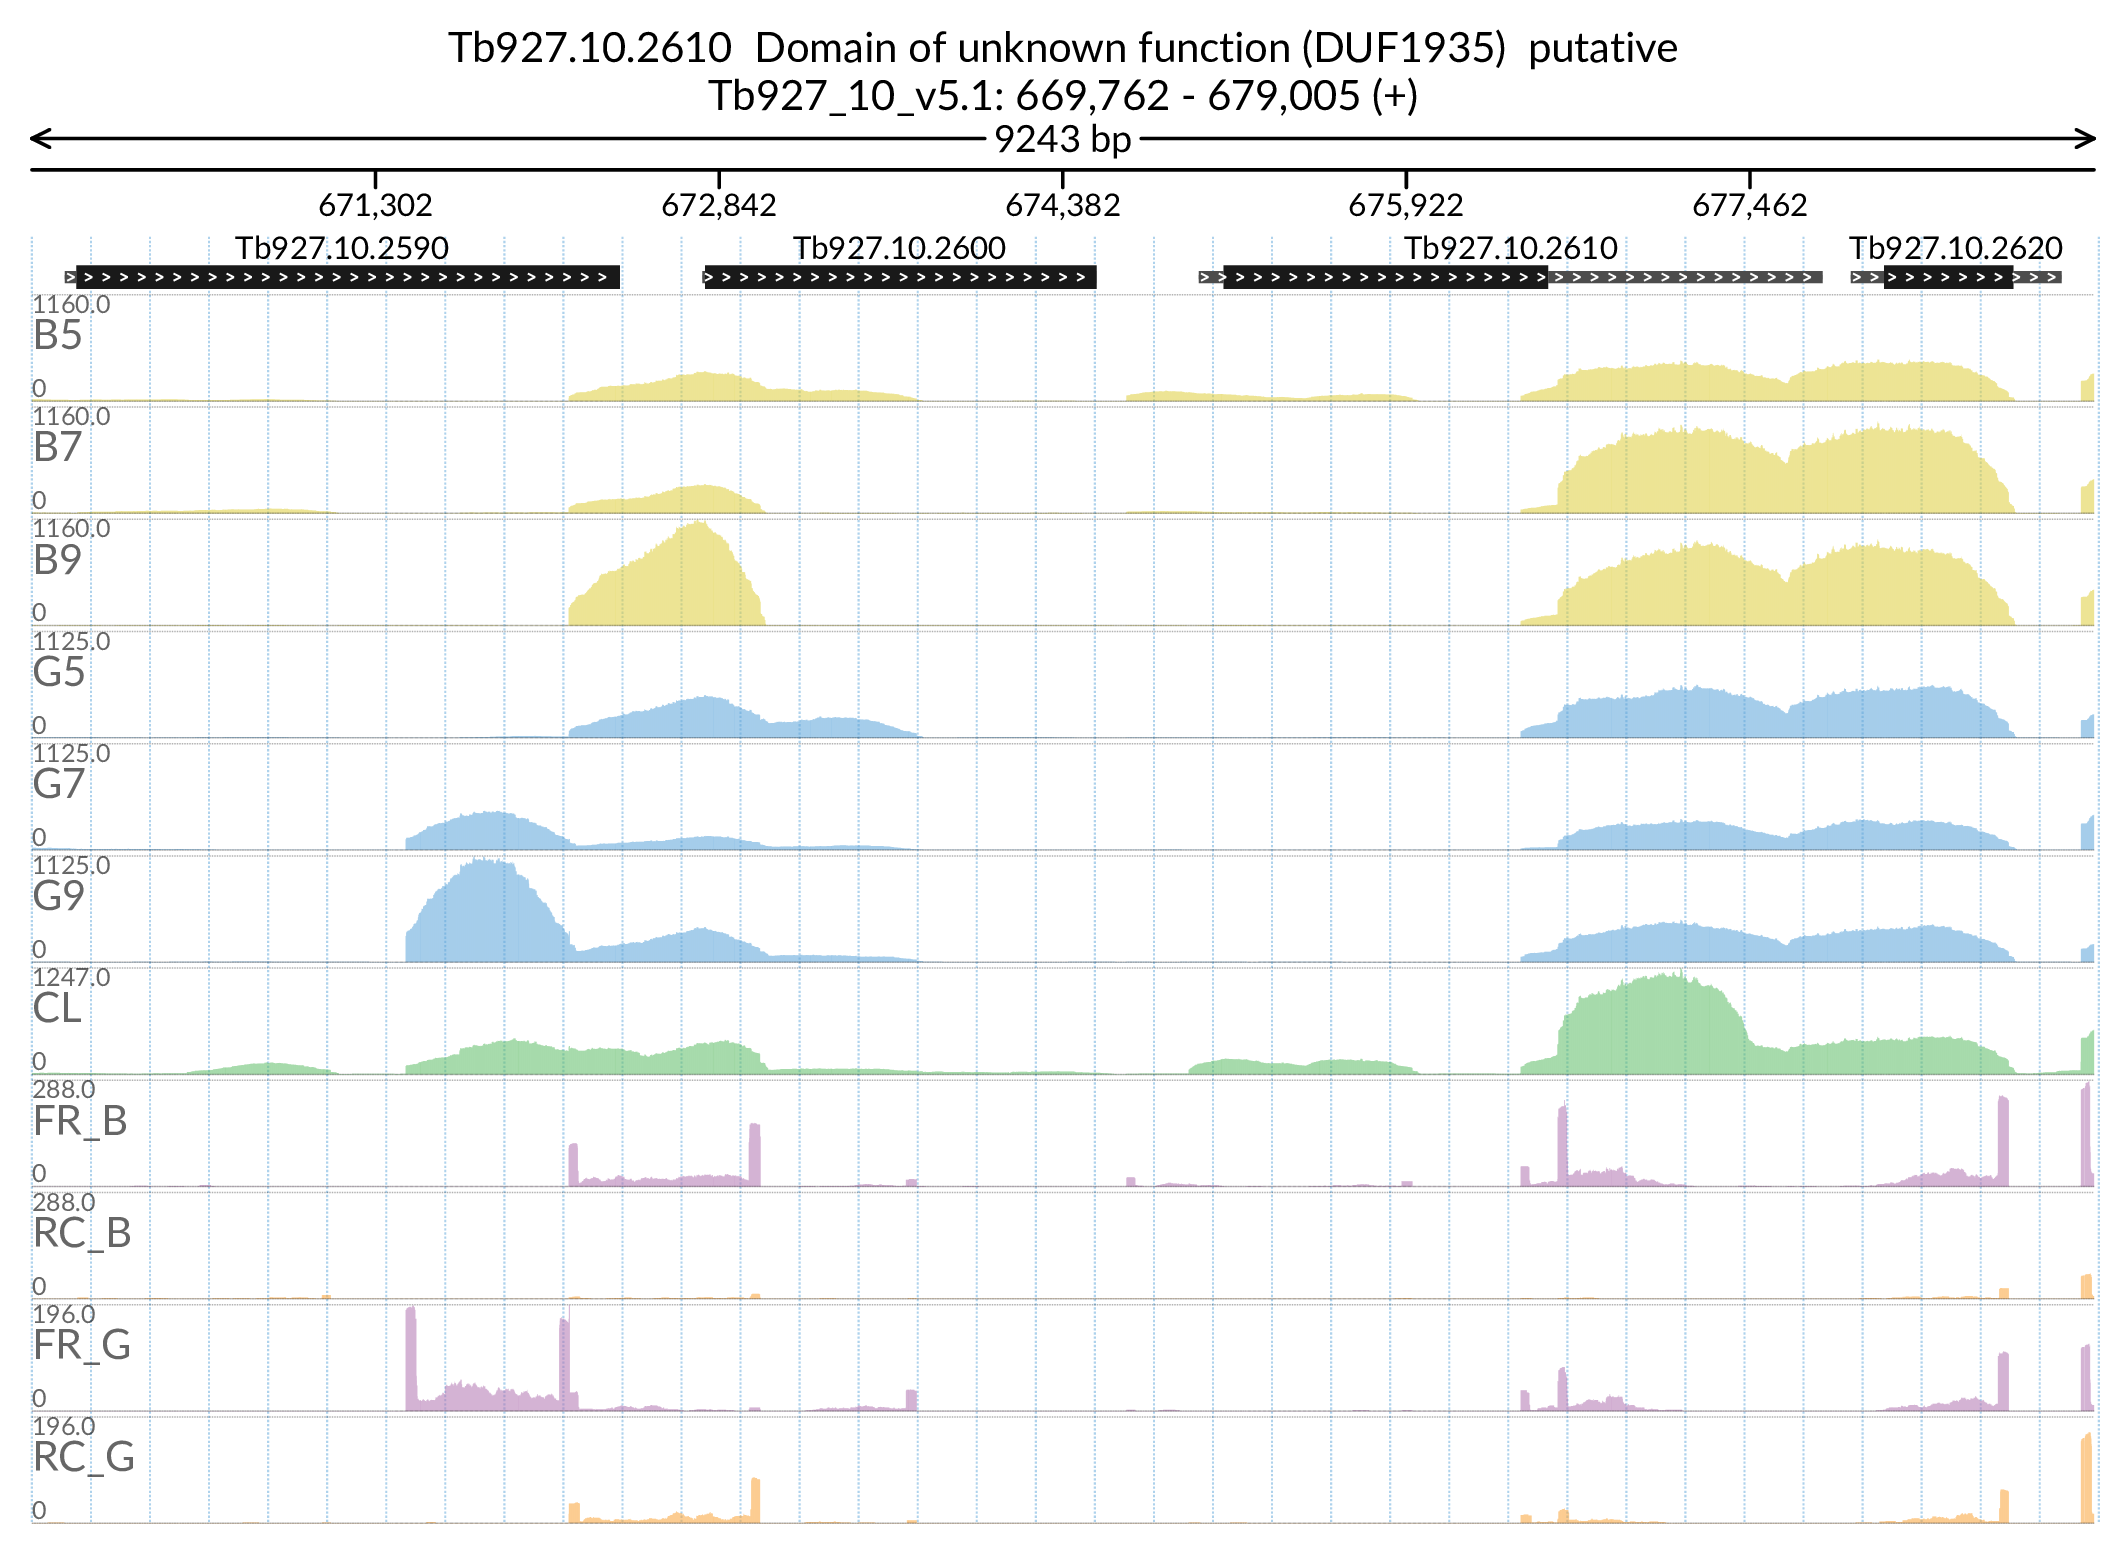 Tb927.10.2610  Domain of unknown function (DUF1935)  putative
Tb927_10_v5.1: 669,762 - 679,005 (+)
9243 bp
671,302 672,842 674,382 675,922 677,462
Tb927.10.2590 Tb927.10.2600 Tb927.10.2610 Tb927.10.2620
1160.0
B5
0
1160.0
B7
0
1160.0
B9
0
1125.0
G5
0
1125.0
G7
0
1125.0
G9
0
1247.0
CL
0
288.0
FR_B
0
288.0
RC_B
0
196.0
FR_G
0
196.0
RC_G
0